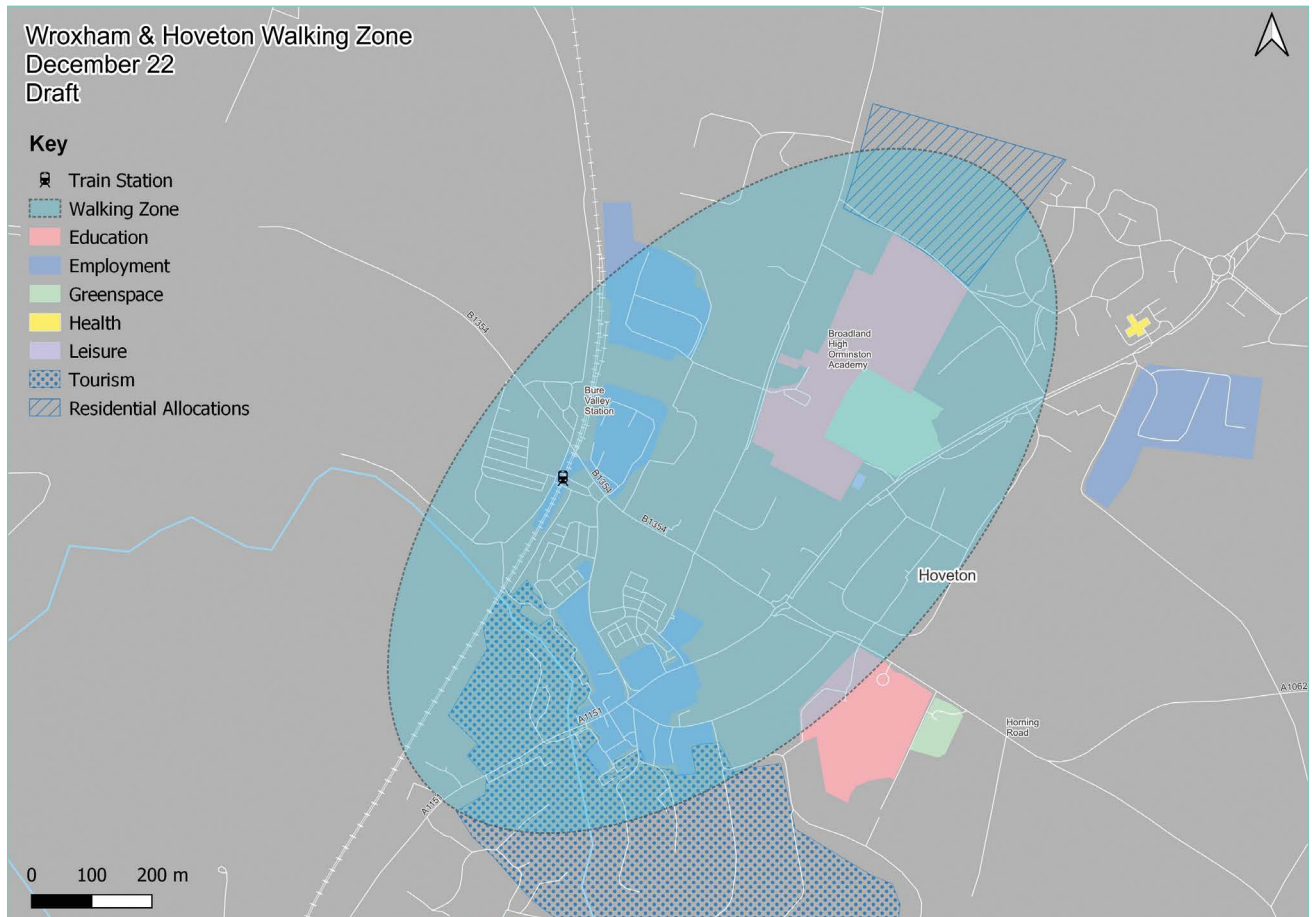 Wroxham & Hoveton Walking Zone
December 22
Draft
Key
Train Station
Walking Zone
Education
Employment
Greenspace
Health
Leisure
Tourism
Residential Allocations
B1354
Broadland
High
Orminston
Academy
Bure
Valley
Station
B1354
B1354
Hoveton
A1062
A1151
Horning
Road
A1151
0 100 200 m